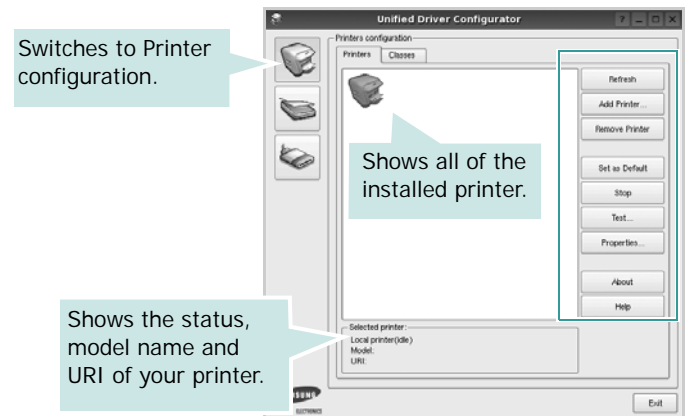 Unified Driver Configurator
Switches to Printer
configuration.
Printers configuration
Printers
Classes
Refresh
Add Printer...
Remove Printer
Set as Default
Stop
Test...
Properties...
About
Help
Shows all of the
installed printer.
Shows the status,
model name and
URI of your printer.
Selected printer:
Local printer(idle)
Model:
URI:
ELECTRONICS
Exit